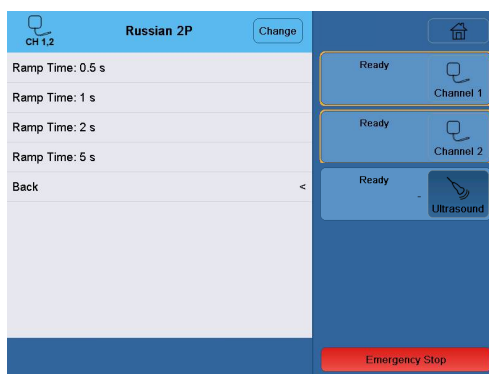 CH 1,2
Russian 2P
Change
Ramp Time: 0.5 s
Ramp Time: 1 s
Ramp Time: 2 s
Ramp Time: 5 s
Back <
Ready
Channel 1
Ready
Channel 2
Ready
-
Ultrasound
Emergency Stop